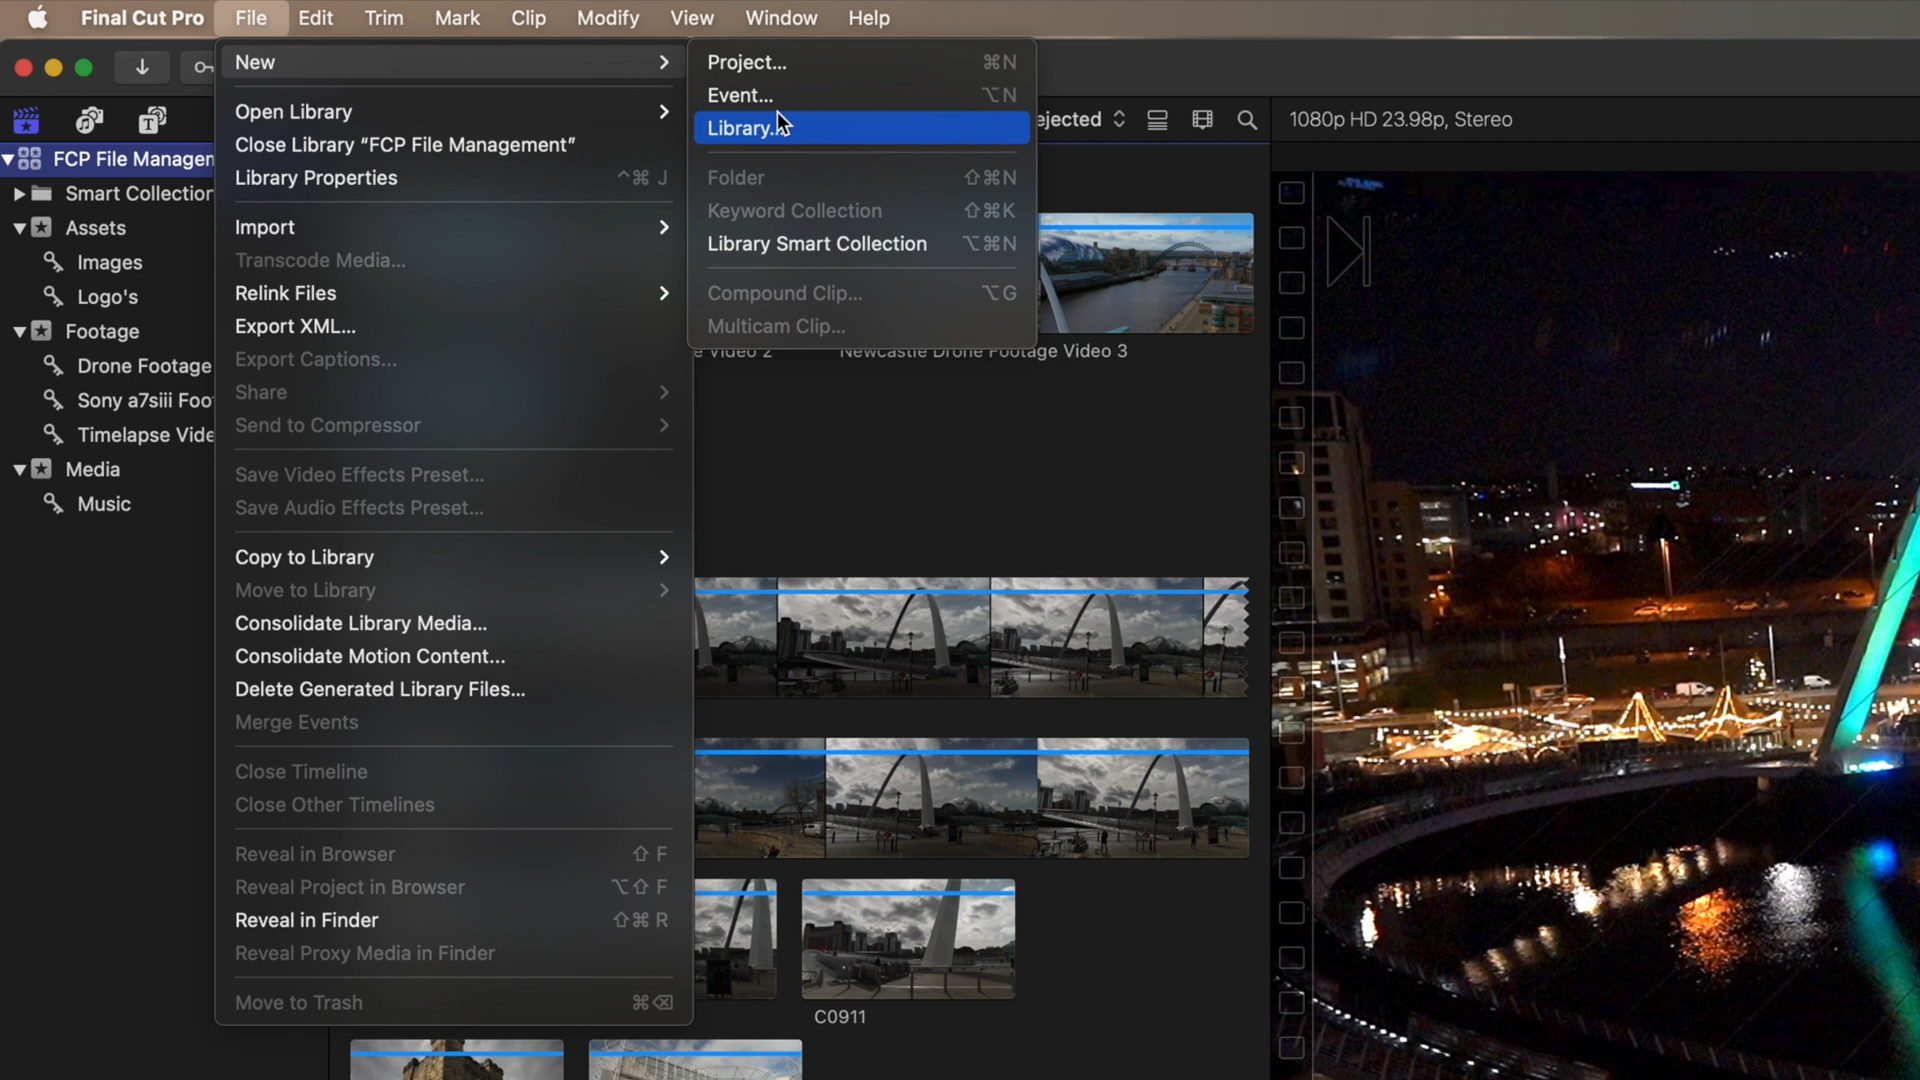 Final Cut Pro File Edit Trim Mark Clip Modify View Window Help
ejected
1080p HD 23.98p, Stereo
FCP File Managen
Smart Collection
Assets
Images
Logo's
Footage
Drone Footage
Sony a7siii Foo
Timelapse Vide
Media
Music
New
Open Library
Close Library “FCP File Management”
Library Properties ^⌘ J
Import
Transcode Media...
Relink Files
Export XML...
Export Captions...
Share
Send to Compressor
Save Video Effects Preset...
Save Audio Effects Preset...
Copy to Library
Move to Library
Consolidate Library Media...
Consolidate Motion Content...
Delete Generated Library Files...
Merge Events
Close Timeline
Close Other Timelines
Reveal in Browser ⇧ F
Reveal Project in Browser ⌥⇧ F
Reveal in Finder ⇧⌘ R
Reveal Proxy Media in Finder
Move to Trash ⌘⌫
Project... ⌘N
Event... ⌥N
Library...
Folder ⇧⌘N
Keyword Collection ⇧⌘K
Library Smart Collection ⌥⌘N
Compound Clip... ⌥G
Multicam Clip...
e Video 2
Newcastle Drone Footage Video 3
C0911